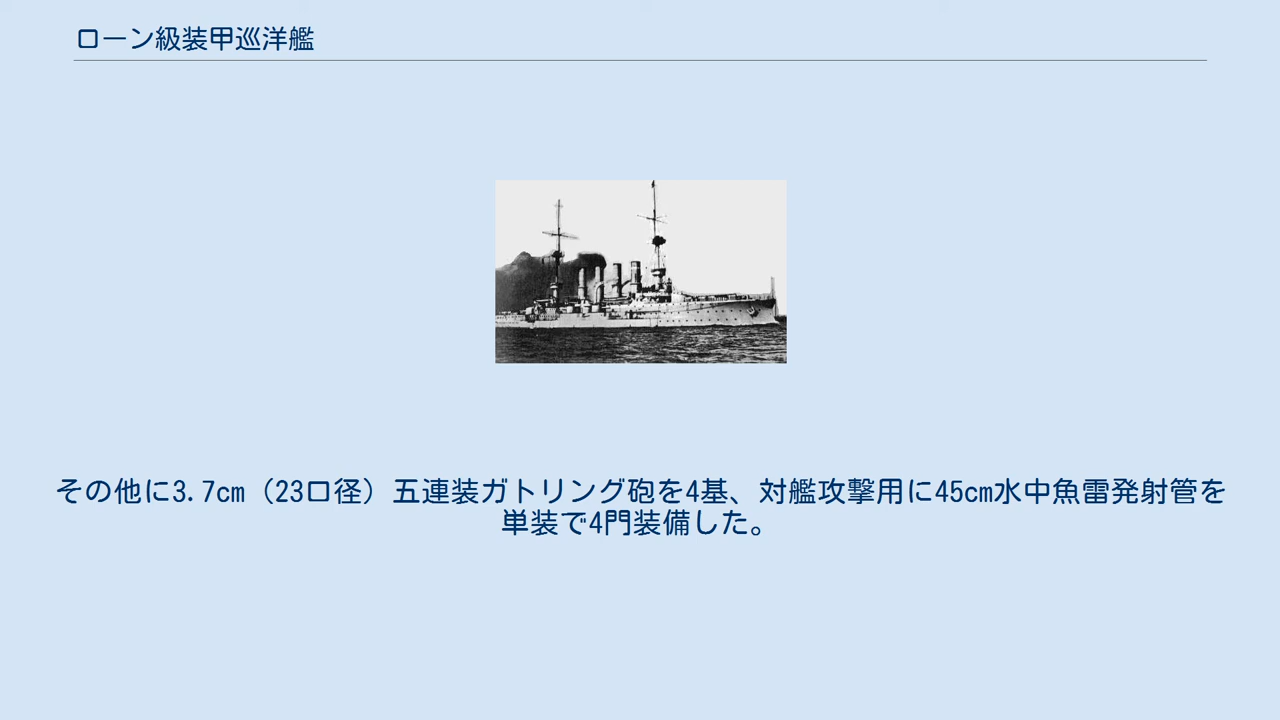 ローン級装甲巡洋艦
その他に3.7cm（23口径）五連装ガトリング砲を4基、対艦攻撃用に45cm水中魚雷発射管を
単装で4門装備した。